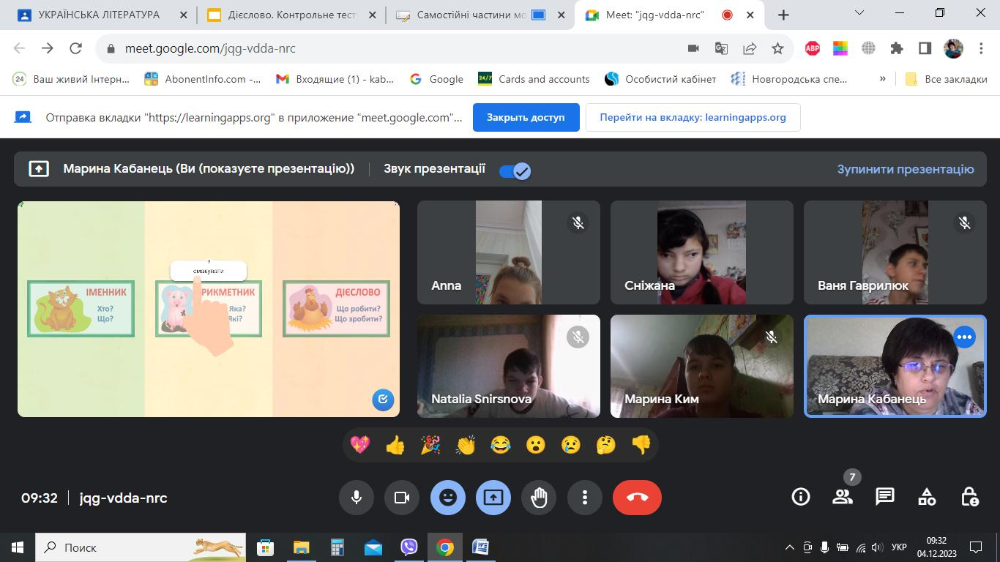 УКРАЇНСЬКА ЛІТЕРАТУРА
Дієслово. Контрольне тест
Самостійні частини мо
Meet: "jqg-vdda-nrc"
meet.google.com/jqg-vdda-nrc
ABP
24
Ваш живий Інтерн...
AbonentInfo.com -...
Входящие (1) - kab...
Google
24/7
Cards and accounts
Особистий кабінет
Новгородська спе...
»
Все закладки
Отправка вкладки "https://learningapps.org" в приложение "meet.google.com"...
Закрыть доступ
Перейти на вкладку: learningapps.org
Марина Кабанець (Ви (показуєте презентацію))
Звук презентації
Зупинити презентацію
?
смакувати
ІМЕННИК
Хто?
Що?
РИКМЕТНИК
Яка?
Які?
ДІЄСЛОВО
Що робити?
Що зробити?
Anna
Сніжана
Ваня Гаврилюк
Natalia Snirsnova
Марина Ким
Марина Кабанець
09:32
jqg-vdda-nrc
7
Поиск
УКР
09:32
04.12.2023